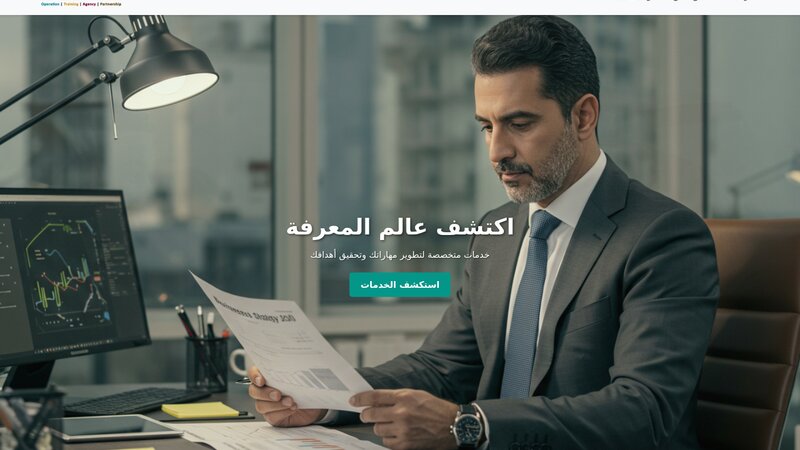 Operation | Training | Agency | Partnership
اكتشف عالم المعرفة
خدمات متخصصة لتطوير مهاراتك وتحقيق أهدافك
استكشف الخدمات